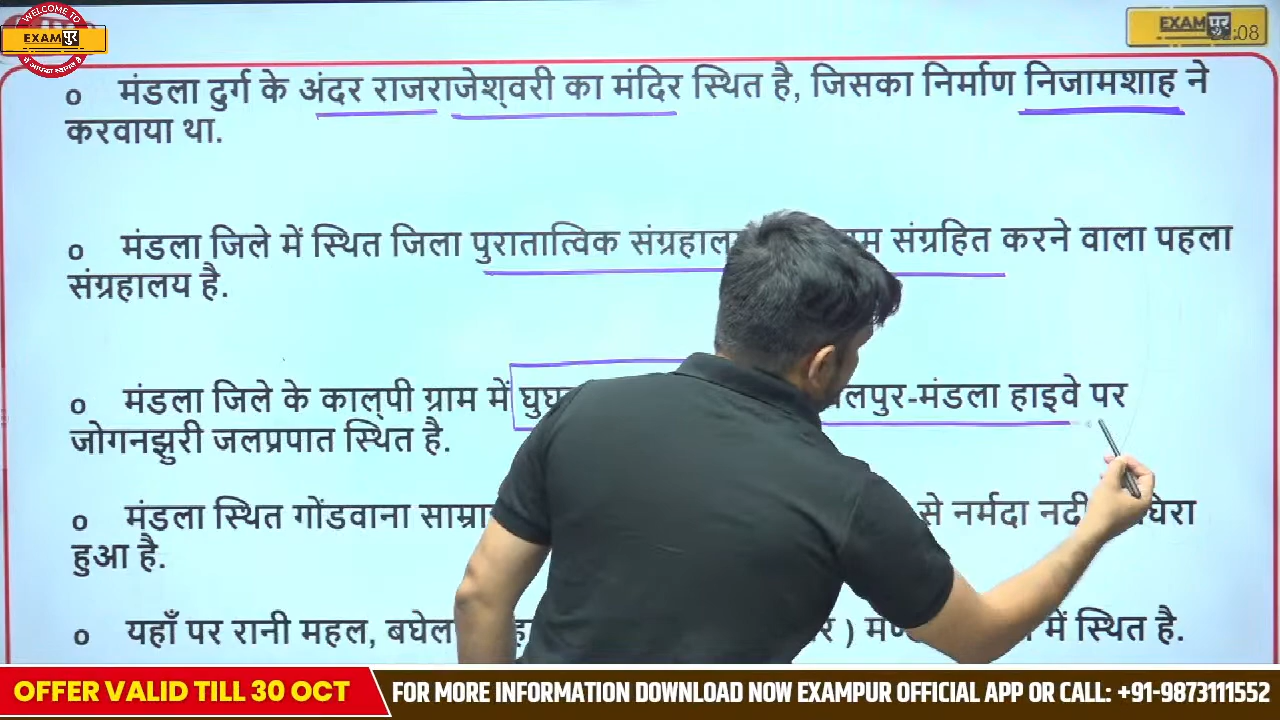 WELCOME TO
EXAMपुर
में आपका स्वागत है
EXAMपुर
:08
o मंडला दुर्ग के अंदर राजराजेश्वरी का मंदिर स्थित है, जिसका निर्माण निजामशाह ने
करवाया था.
o मंडला जिले में स्थित जिला पुरातात्विक संग्रहाल संग्रहित करने वाला पहला
संग्रहालय है.
o मंडला जिले के काल्पी ग्राम में घुघ लपुर-मंडला हाइवे पर
जोगनझुरी जलप्रपात स्थित है.
o मंडला स्थित गोंडवाना साम्रा से नर्मदा नदी घिरा
हुआ है.
o यहाँ पर रानी महल, बघेल ) में स्थित है.
OFFER VALID TILL 30 OCT
FOR MORE INFORMATION DOWNLOAD NOW EXAMPUR OFFICIAL APP OR CALL: +91-9873111552